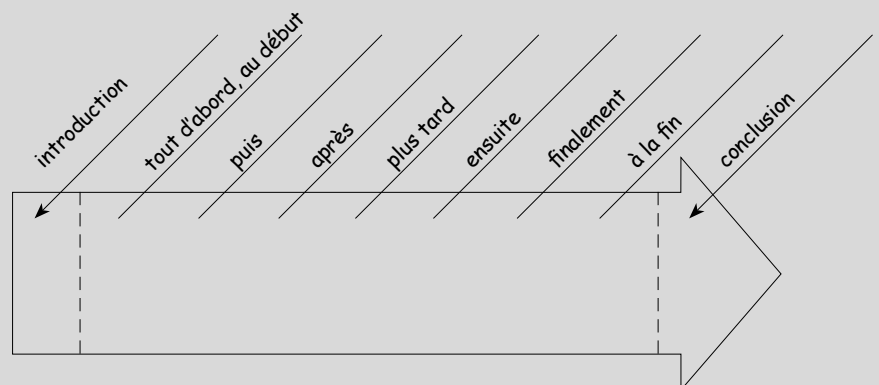 introduction
tout d'abord, au début
puis
après
plus tard
ensuite
finalement
à la fin
conclusion